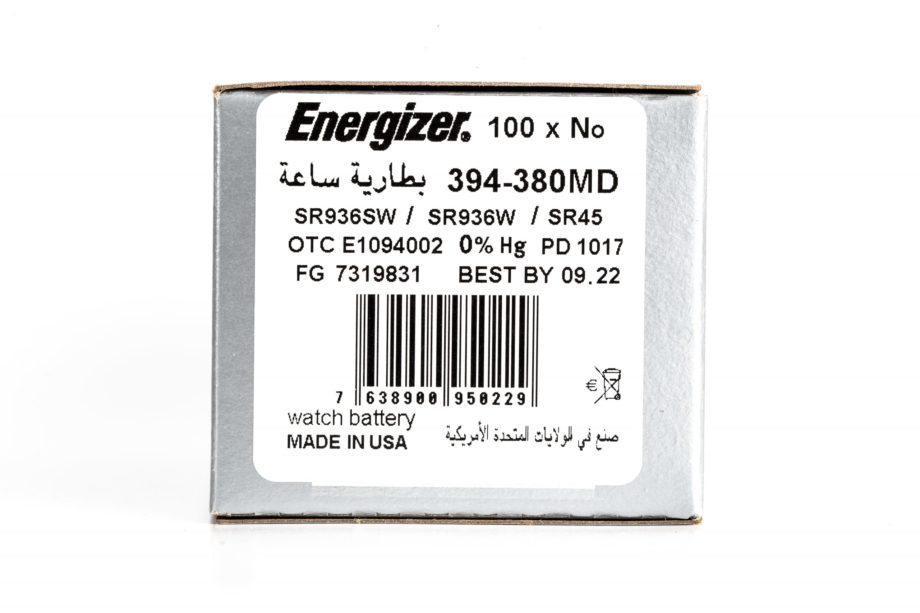 Energizer. 100 x No
بطارية ساعة 394-380MD
SR936SW / SR936W / SR45
OTC E1094002 0% Hg PD 1017
FG 7319831 BEST BY 09.22
€
7 638900 950229
watch battery
MADE IN USA صنع في الولايات المتحدة الأمريكية